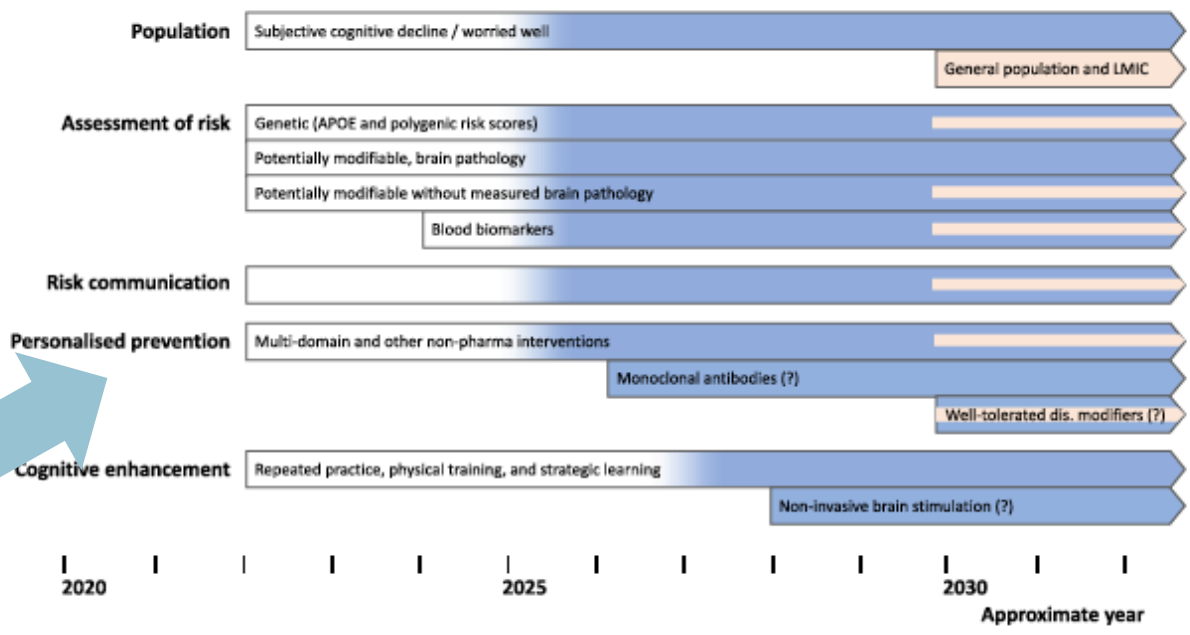 Population
Subjective cognitive decline / worried well
General population and LMIC
Assessment of risk
Genetic (APOE and polygenic risk scores)
Potentially modifiable, brain pathology
Potentially modifiable without measured brain pathology
Blood biomarkers
Risk communication
Personalised prevention
Multi-domain and other non-pharma interventions
Monoclonal antibodies (?)
Well-tolerated dis. modifiers (?)
Cognitive enhancement
Repeated practice, physical training, and strategic learning
Non-invasive brain stimulation (?)
2020
2025
2030
Approximate year